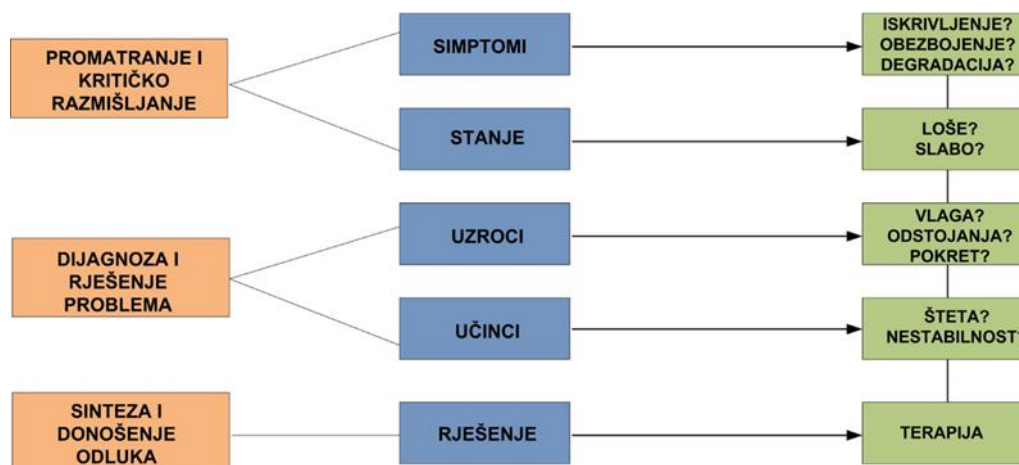 PROMATRANJE I
KRITIČKO
RAZMIŠLJANJE
SIMPTOMI
ISKRIVLJENJE?
OBEZBOJENJE?
DEGRADACIJA?
STANJE
LOŠE?
SLABO?
DIJAGNOZA I
RJEŠENJE
PROBLEMA
UZROCI
VLAGA?
ODSTOJANJA?
POKRET?
UČINCI
ŠTETA?
NESTABILNOST?
SINTEZA I
DONOŠENJE
ODLUKA
RJEŠENJE
TERAPIJA